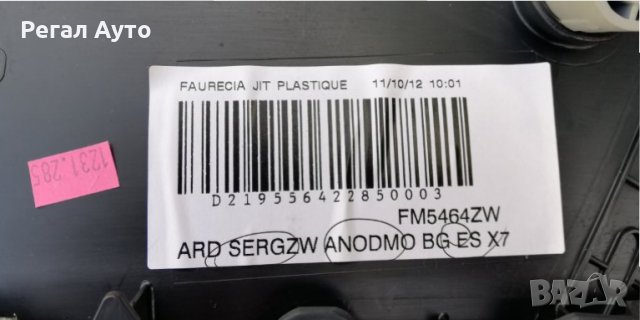 Регал Ауто
FAURECIA JIT PLASTIQUE 11/10/12 10:01
D219556422850003
FM5464ZW
ARD SERGZW ANODMO BG ES X7
1231.285
BAZAR